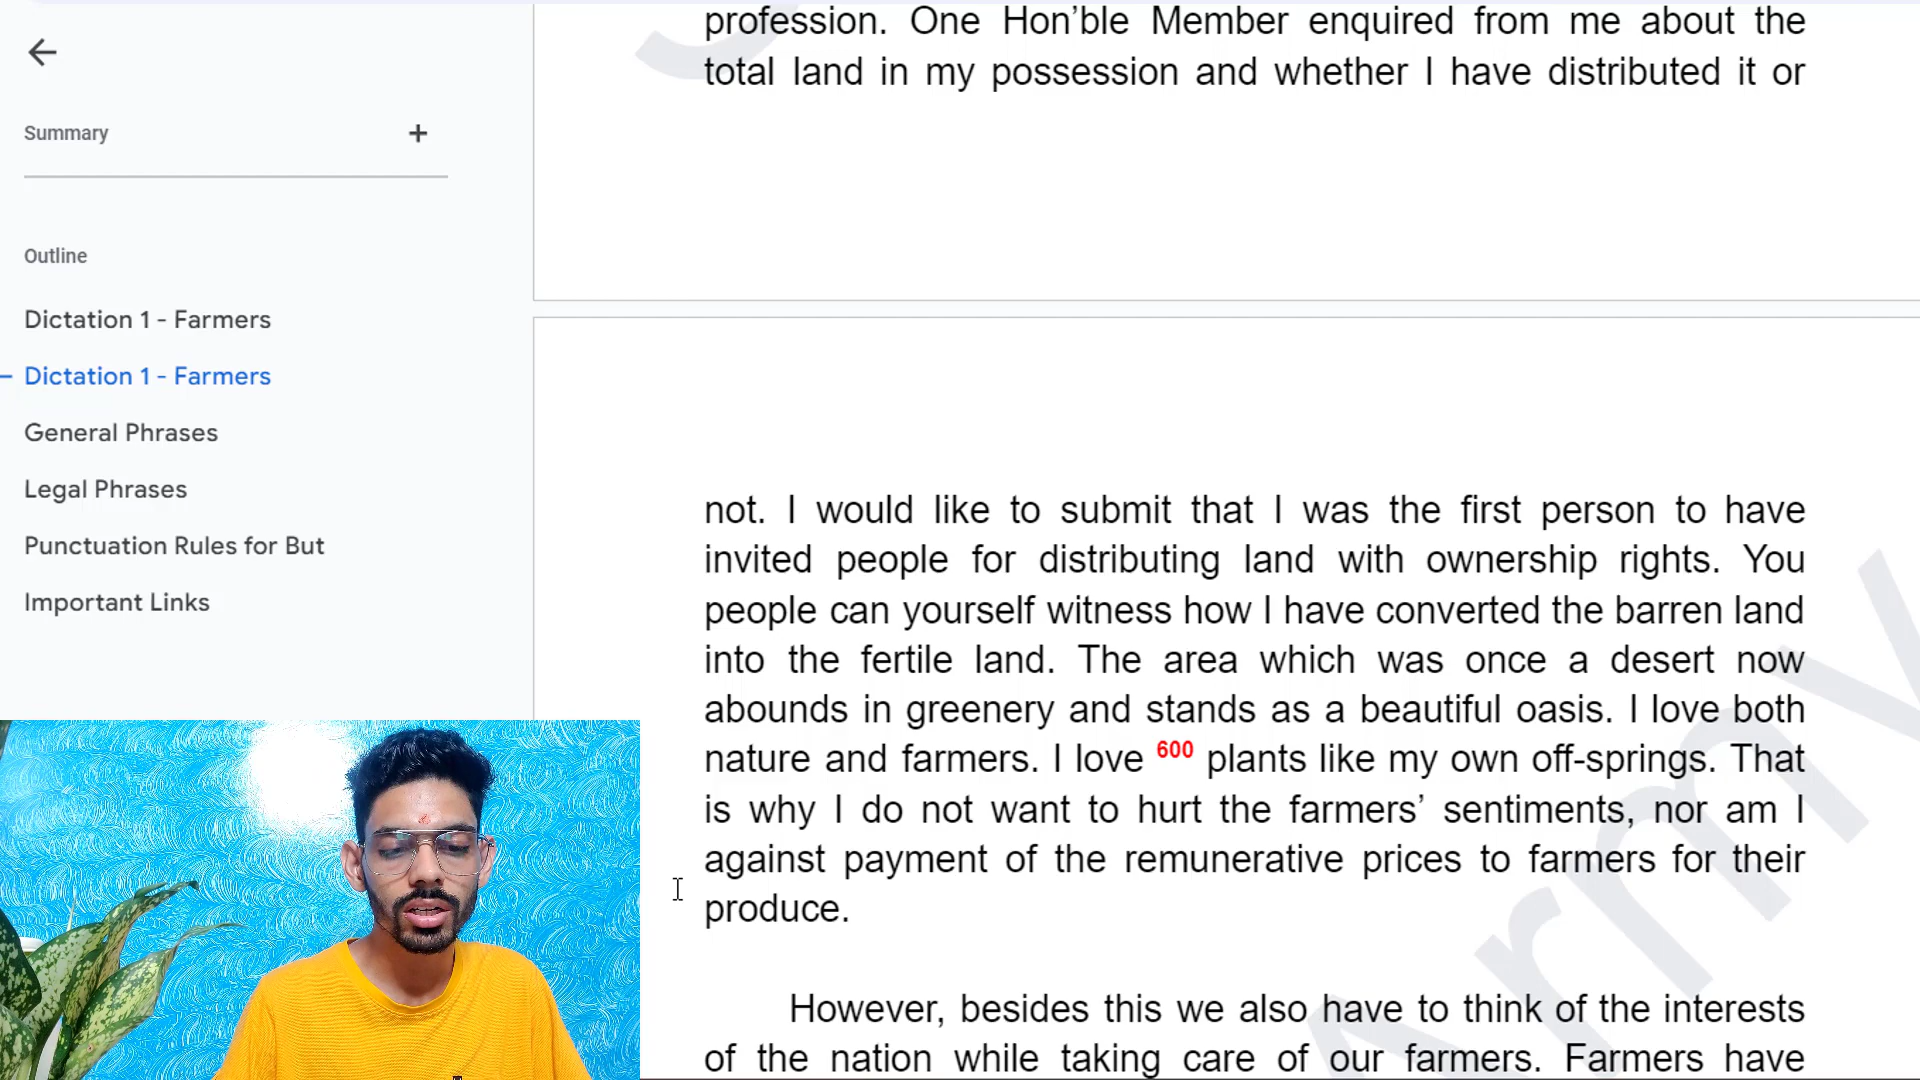 profession. One Hon’ble Member enquired from me about the
total land in my possession and whether I have distributed it or
Summary
Outline
Dictation 1 - Farmers
Dictation 1 - Farmers
General Phrases
Legal Phrases
Punctuation Rules for But
Important Links
not. I would like to submit that I was the first person to have
invited people for distributing land with ownership rights. You
people can yourself witness how I have converted the barren land
into the fertile land. The area which was once a desert now
abounds in greenery and stands as a beautiful oasis. I love both
nature and farmers. I love 600 plants like my own off-springs. That
is why I do not want to hurt the farmers’ sentiments, nor am I
against payment of the remunerative prices to farmers for their
produce.
However, besides this we also have to think of the interests
of the nation while taking care of our farmers. Farmers have
Army